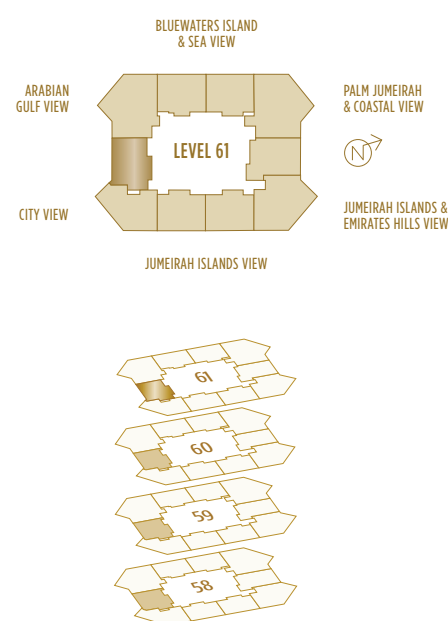 BLUEWATERS ISLAND
& SEA VIEW
ARABIAN
GULF VIEW
PALM JUMEIRAH
& COASTAL VIEW
LEVEL 61
N
CITY VIEW
JUMEIRAH ISLANDS &
EMIRATES HILLS VIEW
JUMEIRAH ISLANDS VIEW
61
60
59
58